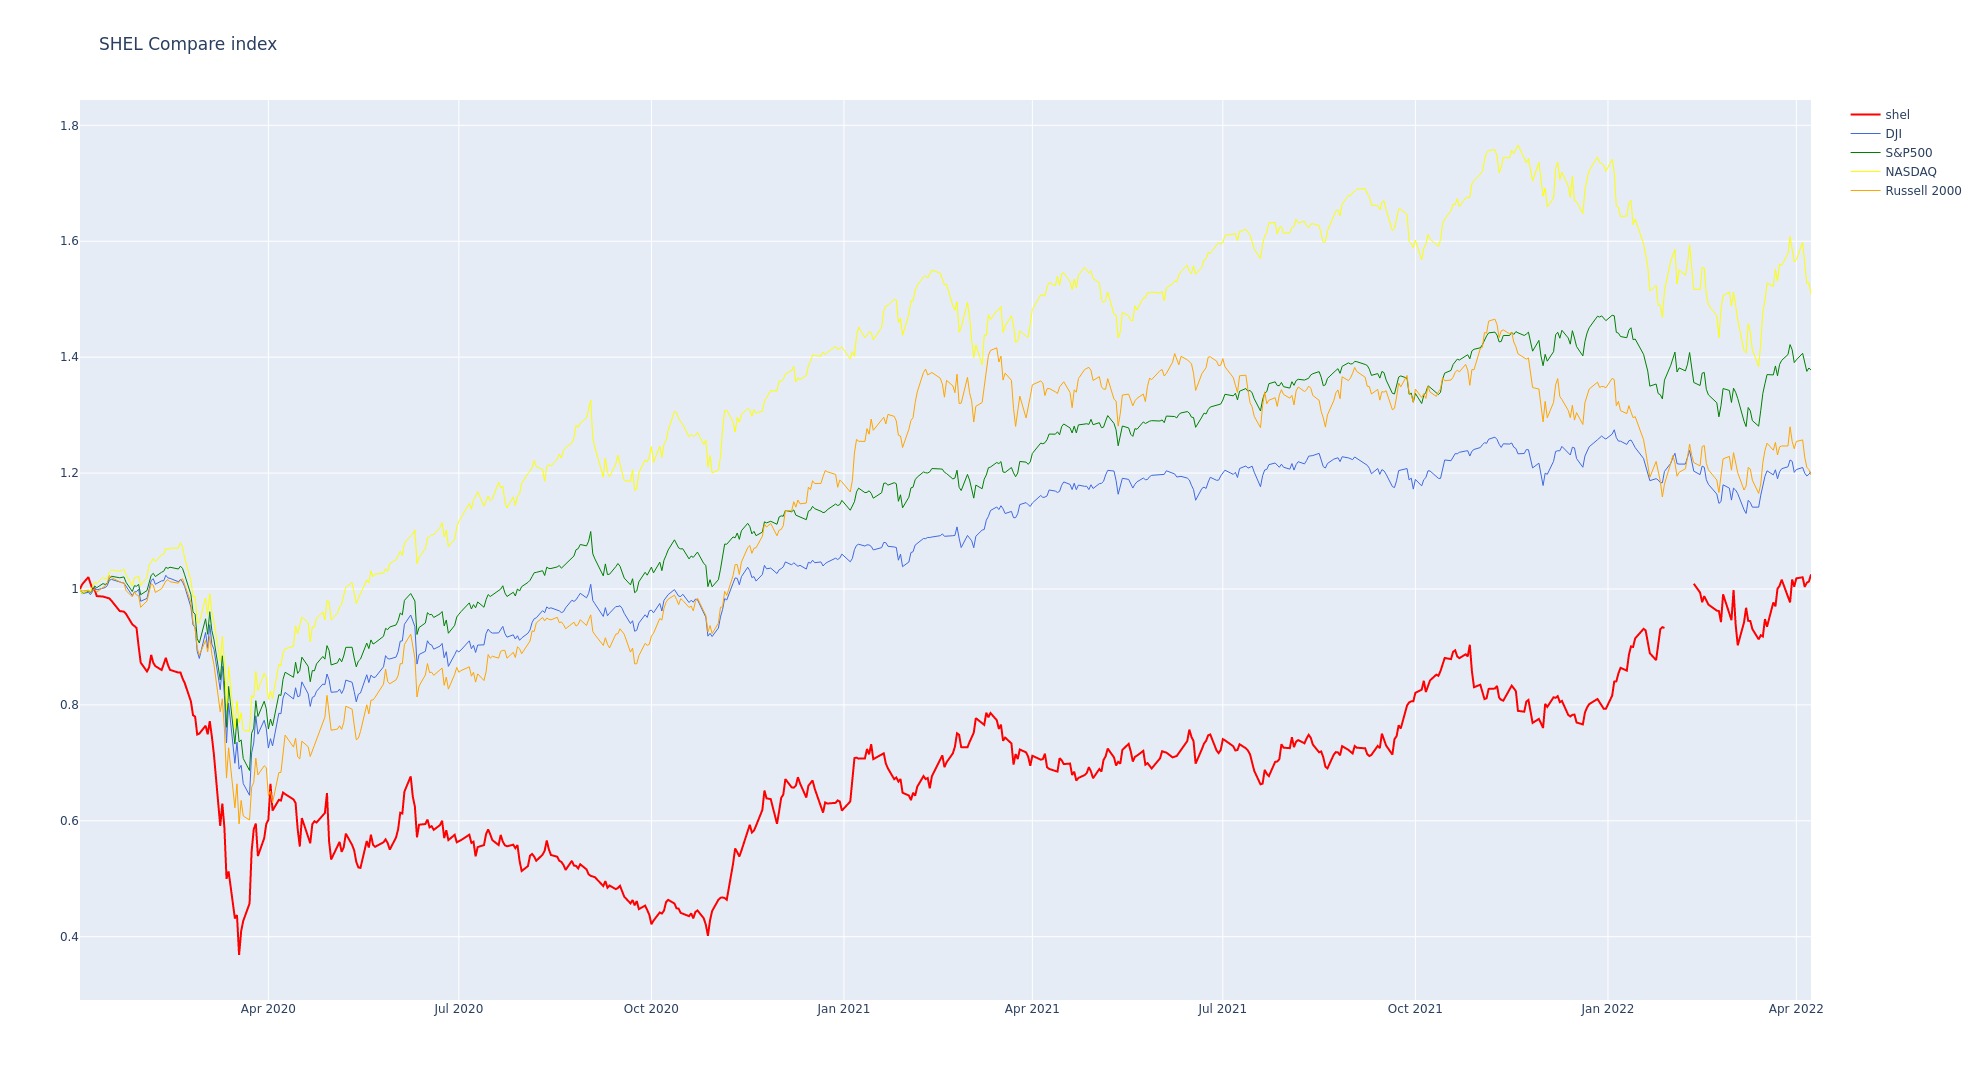 SHEL Compare index
1.8
1.6
1.4
1.2
1
0.8
0.6
0.4
Apr 2020
Jul 2020
Oct 2020
Jan 2021
Apr 2021
Jul 2021
Oct 2021
Jan 2022
Apr 2022
shel
DJI
S&P500
NASDAQ
Russell 2000